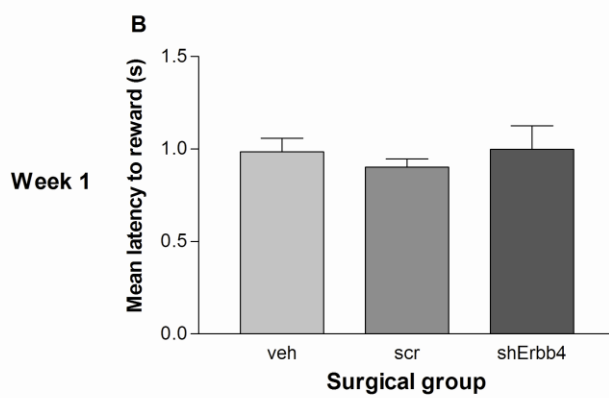 B
Week 1
Mean latency to reward (s)
1.5
1.0
0.5
0.0
veh scr shErbb4
Surgical group